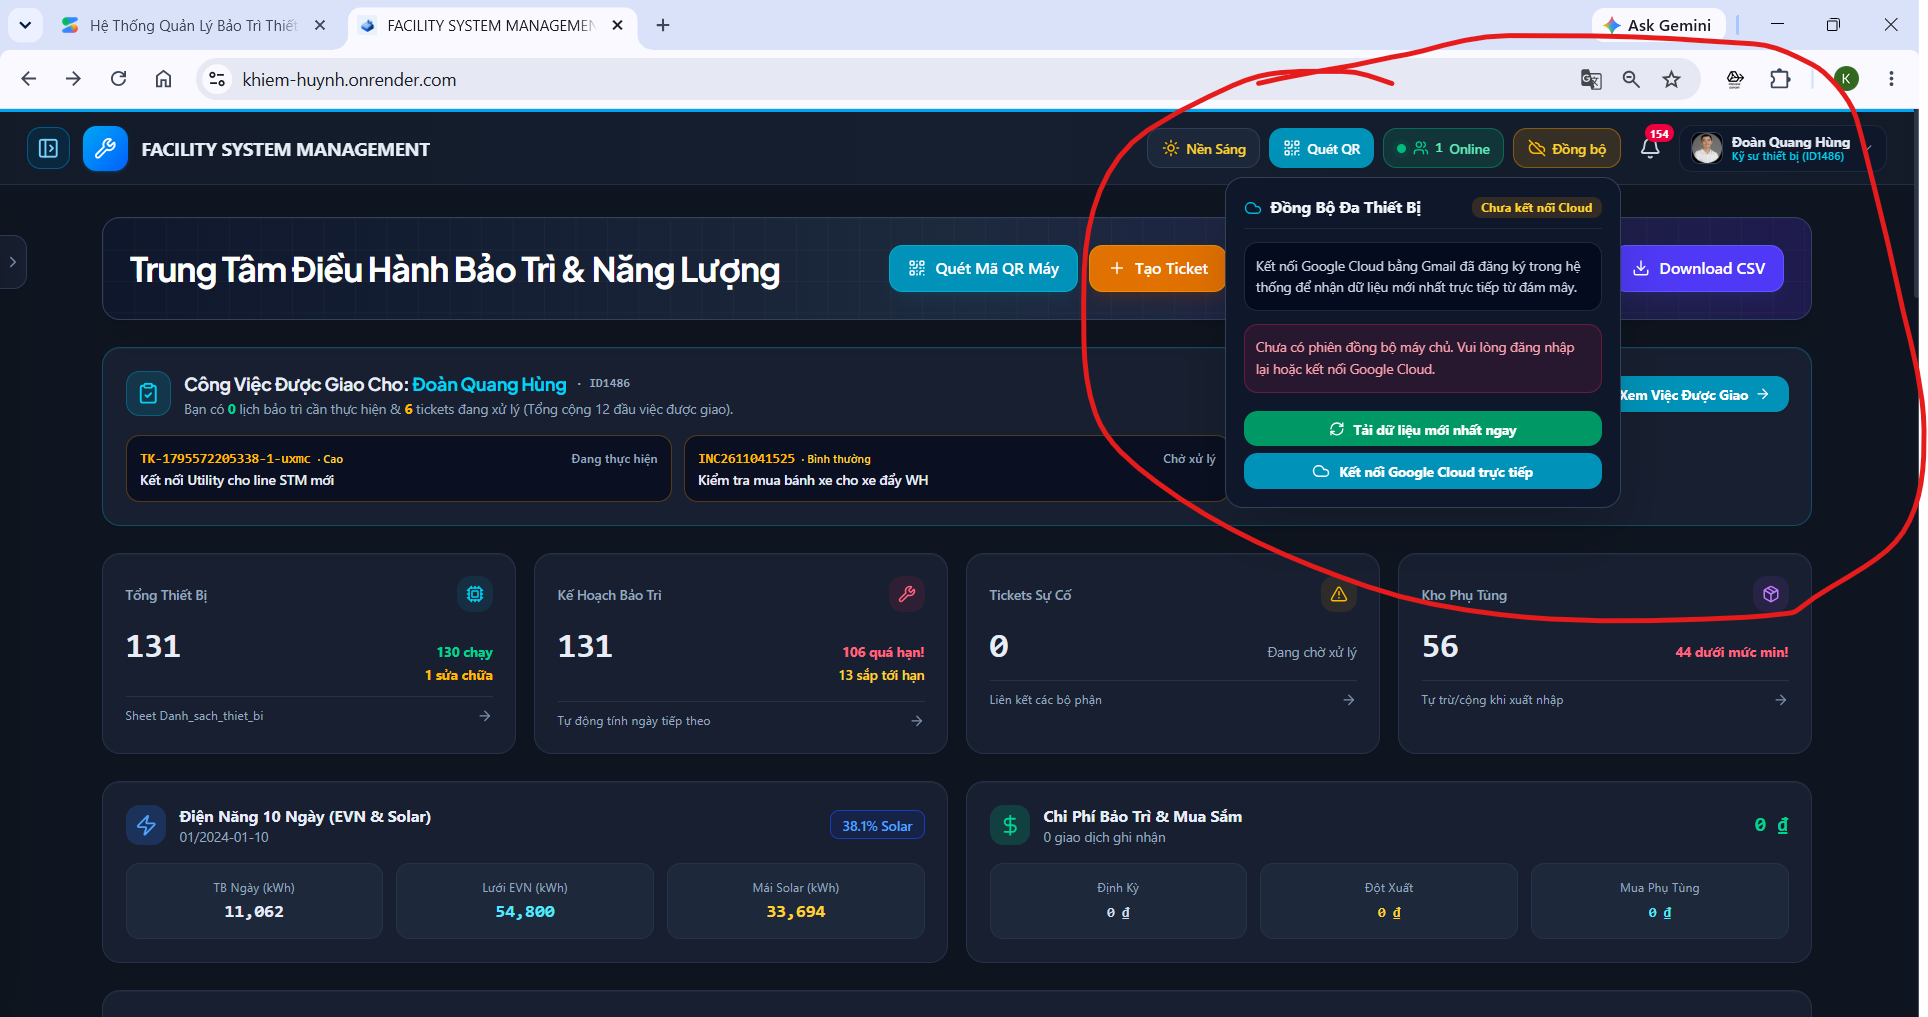 Hệ Thống Quản Lý Bảo Trì Thiết
FACILITY SYSTEM MANAGEMEN
Ask Gemini
khiem-huynh.onrender.com
K
FACILITY SYSTEM MANAGEMENT
Nền Sáng
Quét QR
1 Online
Đồng bộ
154
Đoàn Quang Hùng
Kỹ sư thiết bị (ID1486)
Trung Tâm Điều Hành Bảo Trì & Năng Lượng
Quét Mã QR Máy
Tạo Ticket
Download CSV
Đồng Bộ Đa Thiết Bị
Chưa kết nối Cloud
Kết nối Google Cloud bằng Gmail đã đăng ký trong hệ
thống để nhận dữ liệu mới nhất trực tiếp từ đám mây.
Chưa có phiên đồng bộ máy chủ. Vui lòng đăng nhập
lại hoặc kết nối Google Cloud.
Tải dữ liệu mới nhất ngay
Kết nối Google Cloud trực tiếp
Công Việc Được Giao Cho: Đoàn Quang Hùng · ID1486
Bạn có 0 lịch bảo trì cần thực hiện & 6 tickets đang xử lý (Tổng cộng 12 đầu việc được giao).
Xem Việc Được Giao
TK-1795572205338-1-uxmc · Cao
Đang thực hiện
Kết nối Utility cho line STM mới
INC2611041525 · Bình thường
Chờ xử lý
Kiểm tra mua bánh xe cho xe đẩy WH
Tổng Thiết Bị
131
130 chạy
1 sửa chữa
Sheet Danh_sach_thiet_bi
Kế Hoạch Bảo Trì
131
106 quá hạn!
13 sắp tới hạn
Tự động tính ngày tiếp theo
Tickets Sự Cố
0
Đang chờ xử lý
Liên kết các bộ phận
Kho Phụ Tùng
56
44 dưới mức min!
Tự trừ/cộng khi xuất nhập
Điện Năng 10 Ngày (EVN & Solar)
01/2024-01-10
38.1% Solar
TB Ngày (kWh)
11,062
Lưới EVN (kWh)
54,800
Mái Solar (kWh)
33,694
Chi Phí Bảo Trì & Mua Sắm
0 giao dịch ghi nhận
0 ₫
Định Kỳ
0 ₫
Đột Xuất
0 ₫
Mua Phụ Tùng
0 ₫